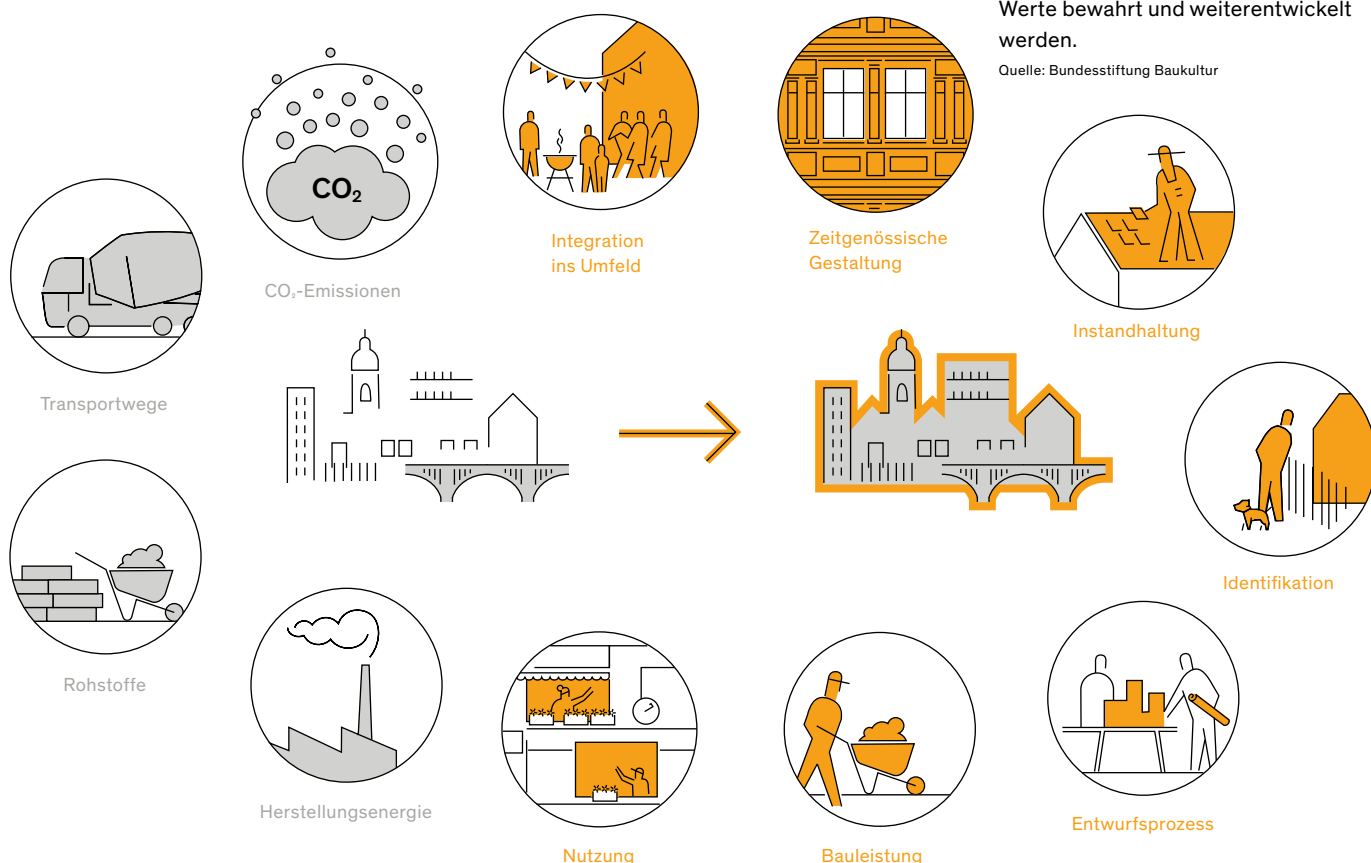 Werte bewahrt und weiterentwickelt
werden.
Quelle: Bundesstiftung Baukultur
CO₂
CO₂-Emissionen
Integration
ins Umfeld
Zeitgenössische
Gestaltung
Instandhaltung
Transportwege
Identifikation
Rohstoffe
Herstellungsenergie
Nutzung
Bauleistung
Entwurfsprozess